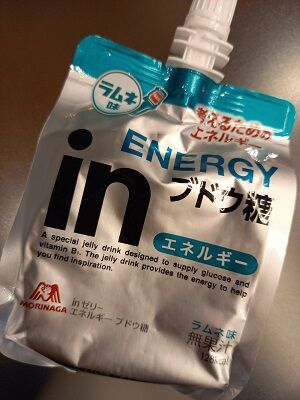 ラムネ
味
考えるための
エネルギー
ENERGY
in
ブドウ糖
エネルギー
A special jelly drink designed to supply glucose and
vitamin B₁. The jelly drink provides the energy to help
you find inspiration.
MORINAGA
inゼリー
エネルギー ブドウ糖
ラムネ味
無果汁